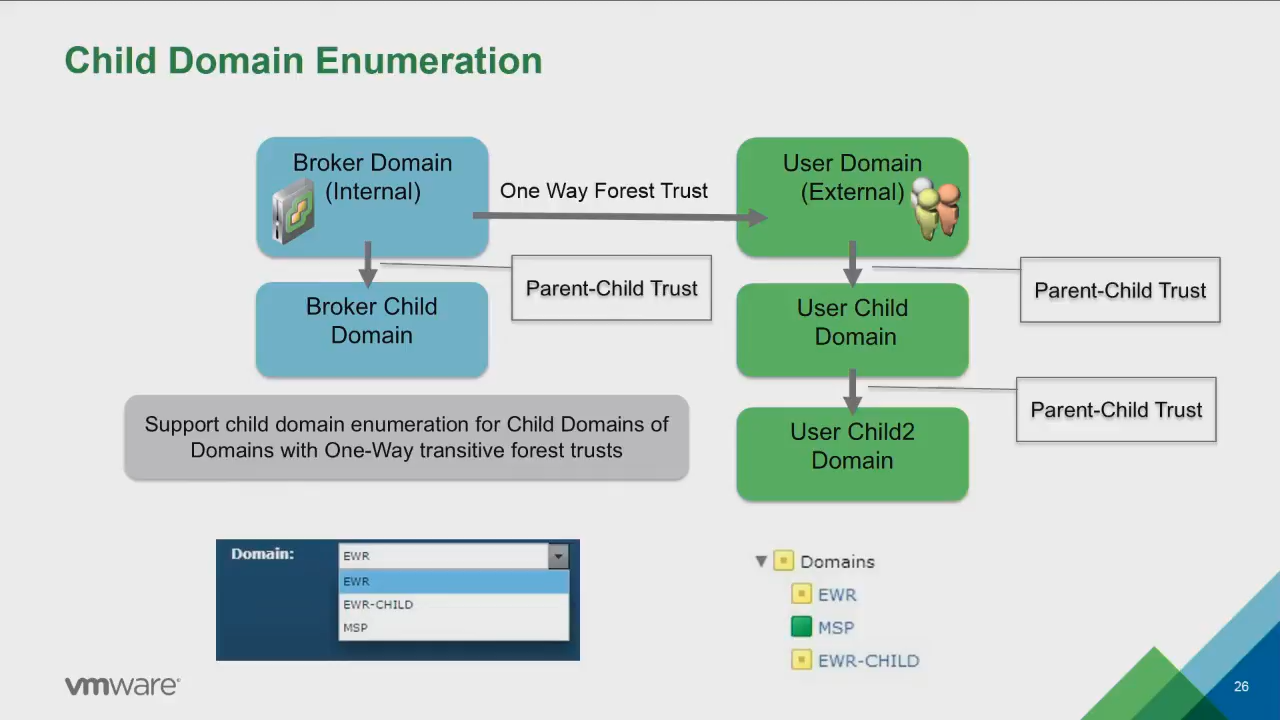 Child Domain Enumeration
Broker Domain
(Internal)
One Way Forest Trust
User Domain
(External)
Parent-Child Trust
Parent-Child Trust
Broker Child
Domain
User Child
Domain
Parent-Child Trust
Support child domain enumeration for Child Domains of
Domains with One-Way transitive forest trusts
User Child2
Domain
Domain:
EWR
EWR
EWR-CHILD
MSP
Domains
EWR
MSP
EWR-CHILD
vmware
26